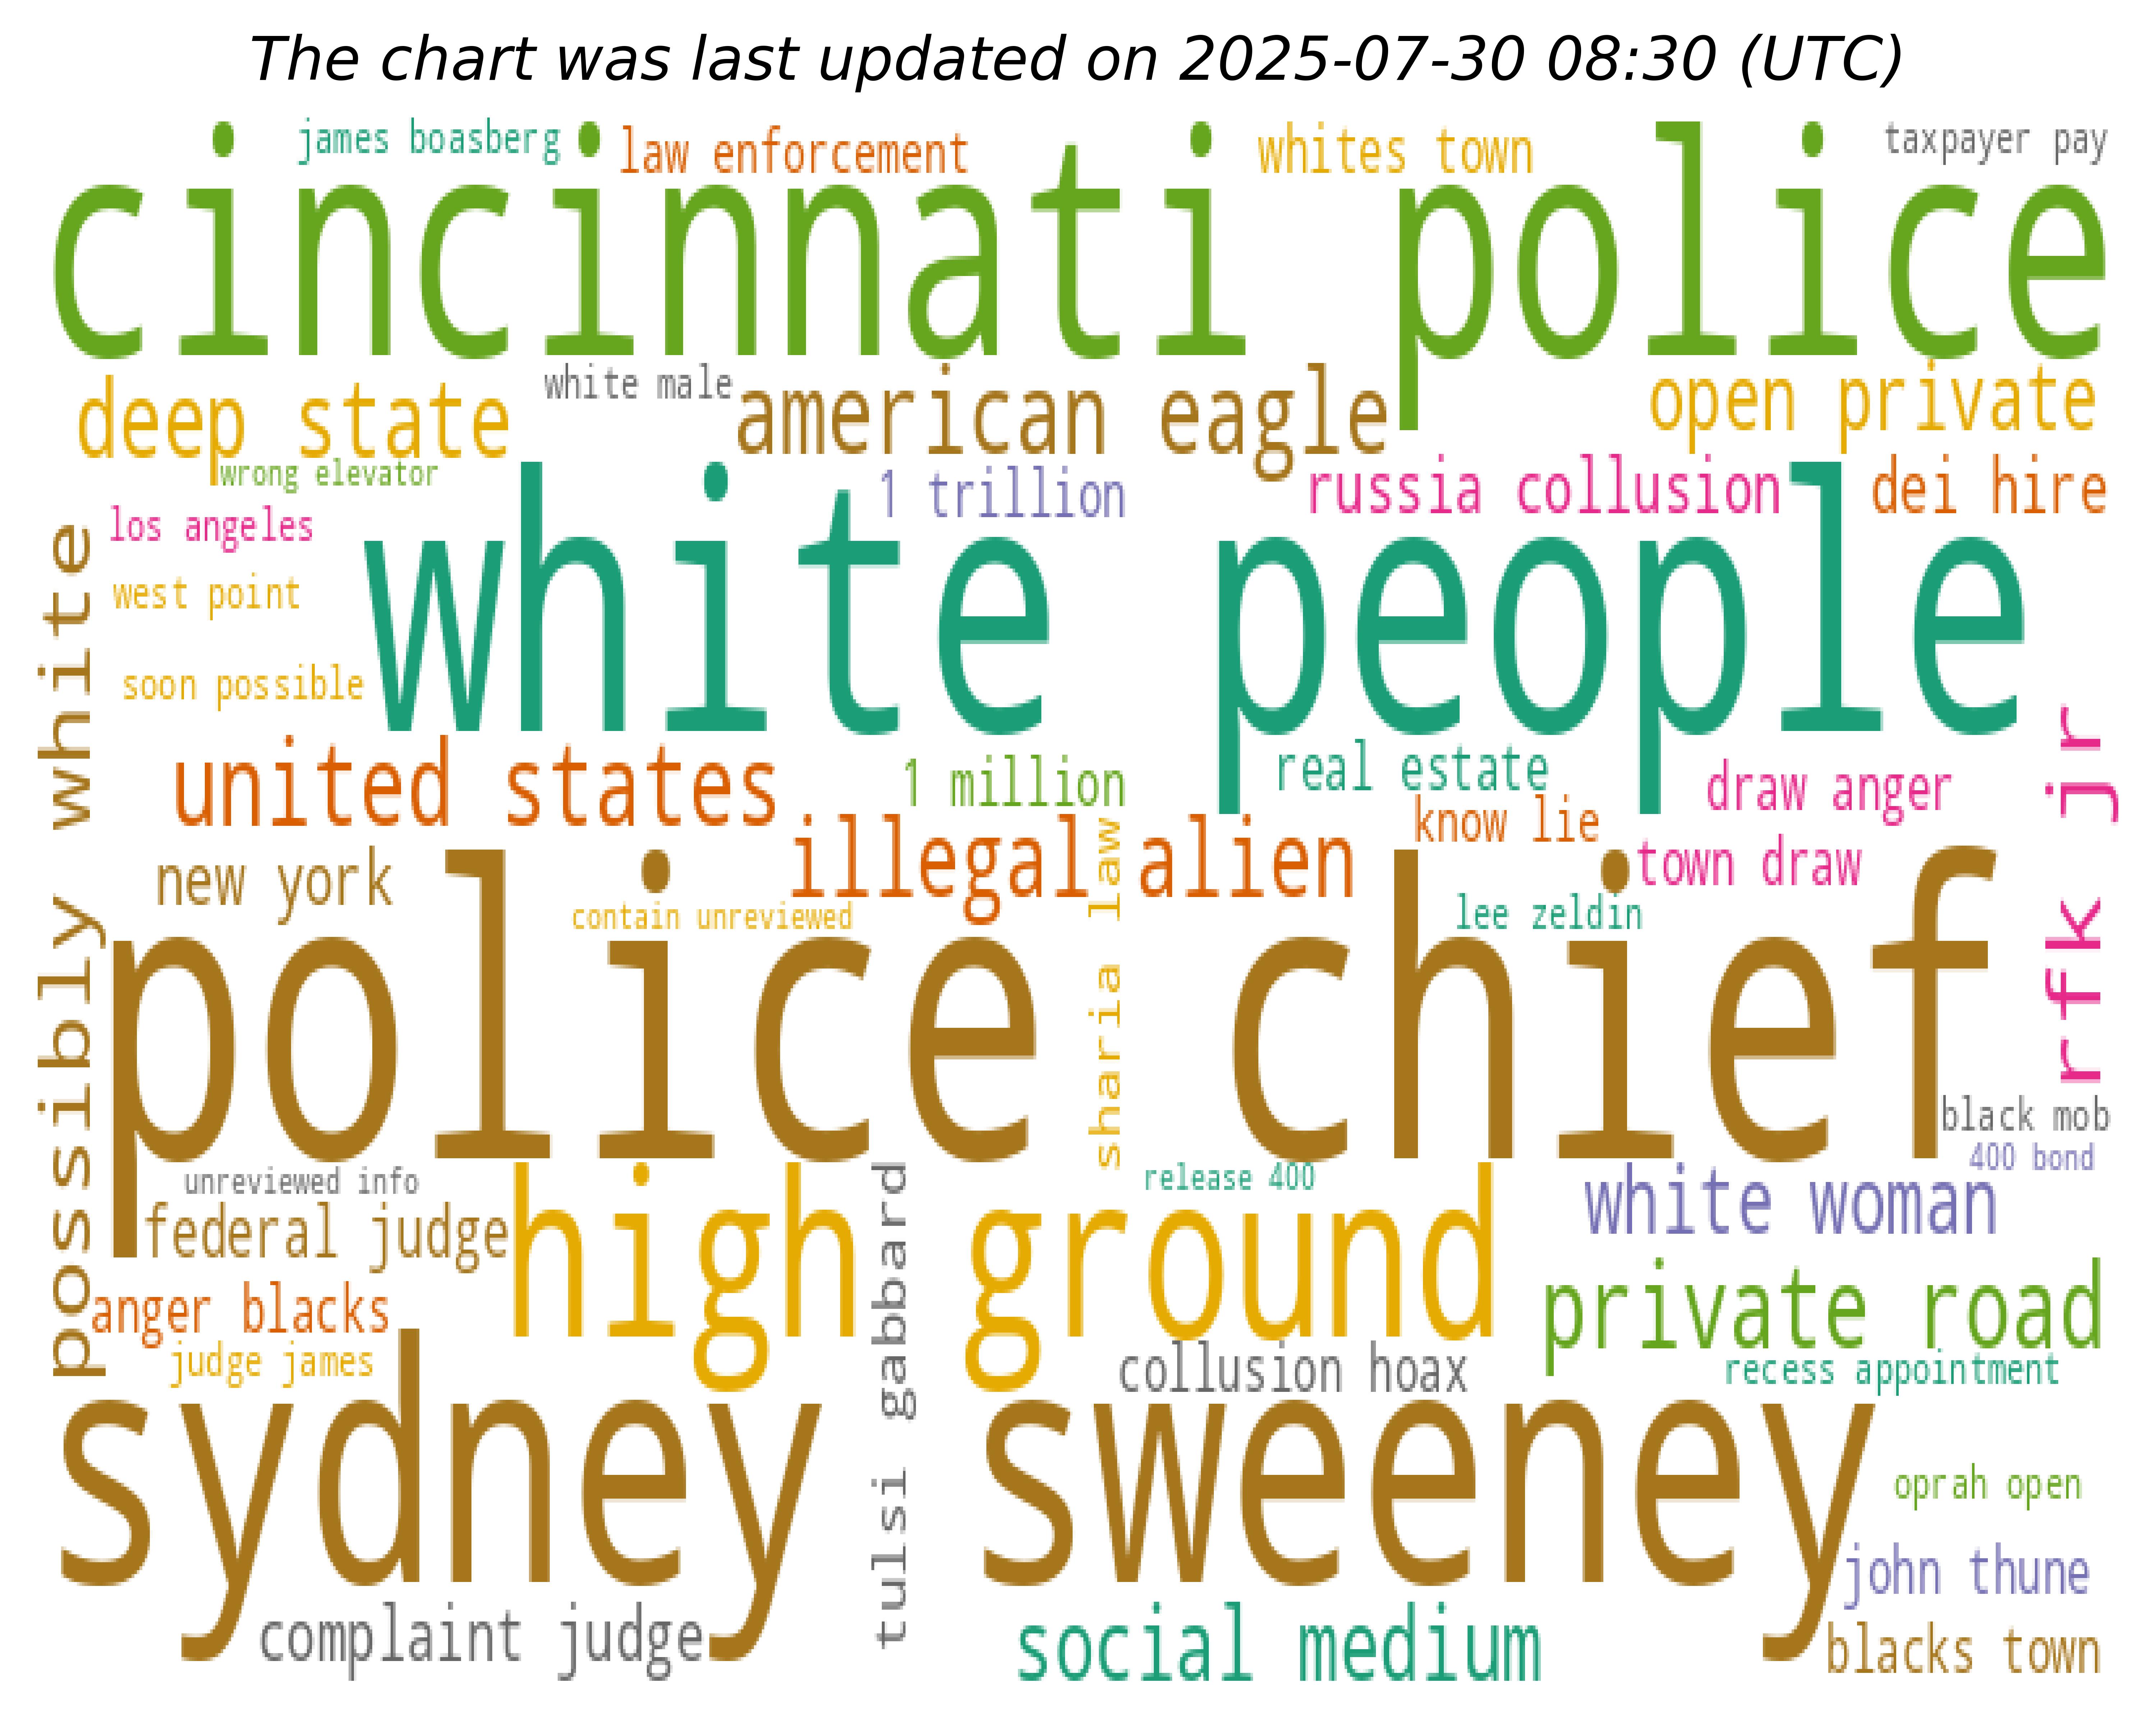 The chart was last updated on 2025-07-30 08:30 (UTC)
james boasberg
law enforcement
whites town
taxpayer pay
cincinnati police
deep state
white male
american eagle
open private
wrong elevator
1 trillion
russia collusion
dei hire
los angeles
west point
white people
soon possible
possibly white
united states
1 million
real estate
draw anger
rfk jr
know lie
illegal alien
town draw
new york
contain unreviewed
sharia law
lee zeldin
police chief
black mob
400 bond
unreviewed info
release 400
white woman
federal judge
high ground
tulsi gabbard
private road
anger blacks
judge james
collusion hoax
recess appointment
sydney sweeney
oprah open
john thune
complaint judge
social medium
blacks town